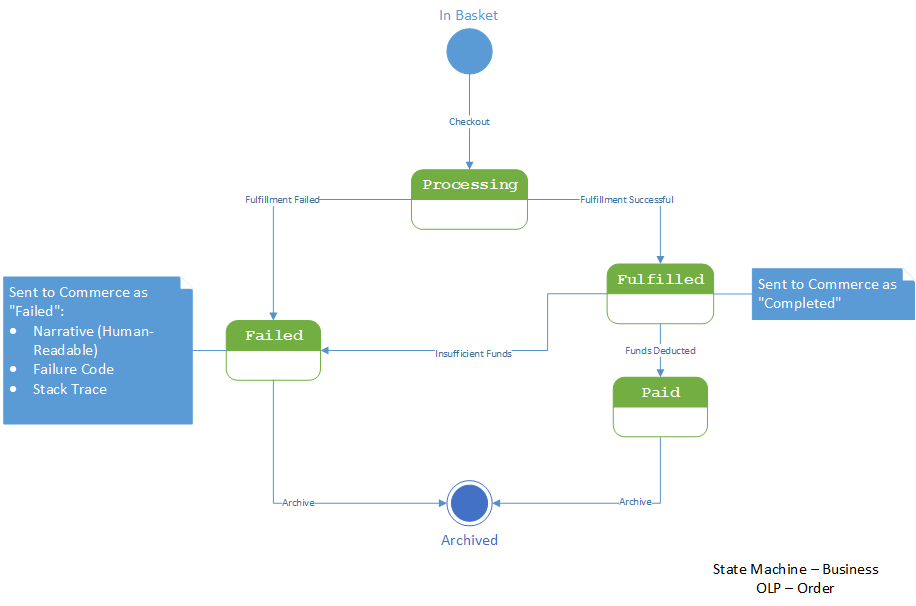 In Basket
Checkout
Processing
Fulfillment Failed
Fulfillment Successful
Fulfilled
Sent to Commerce as
"Completed"
Sent to Commerce as
"Failed":
● Narrative (Human-
Readable)
● Failure Code
● Stack Trace
Failed
Insufficient Funds
Funds Deducted
Paid
Archive
Archive
Archived
State Machine – Business
OLP – Order